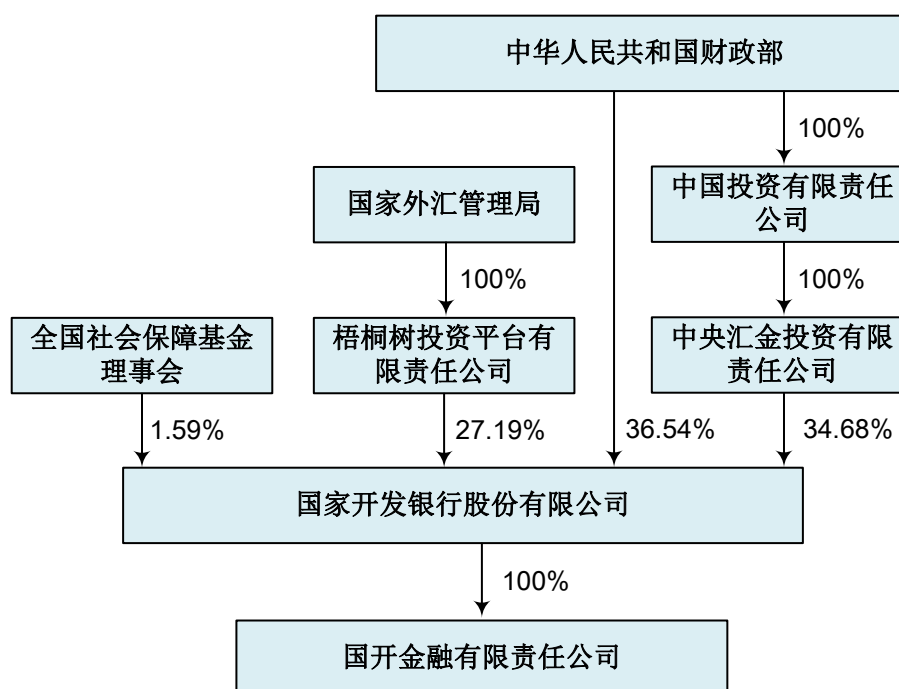 中华人民共和国财政部
100%
国家外汇管理局
中国投资有限责任
公司
100%
100%
全国社会保障基金
理事会
梧桐树投资平台有
限责任公司
中央汇金投资有限
责任公司
1.59%
27.19%
36.54%
34.68%
国家开发银行股份有限公司
100%
国开金融有限责任公司